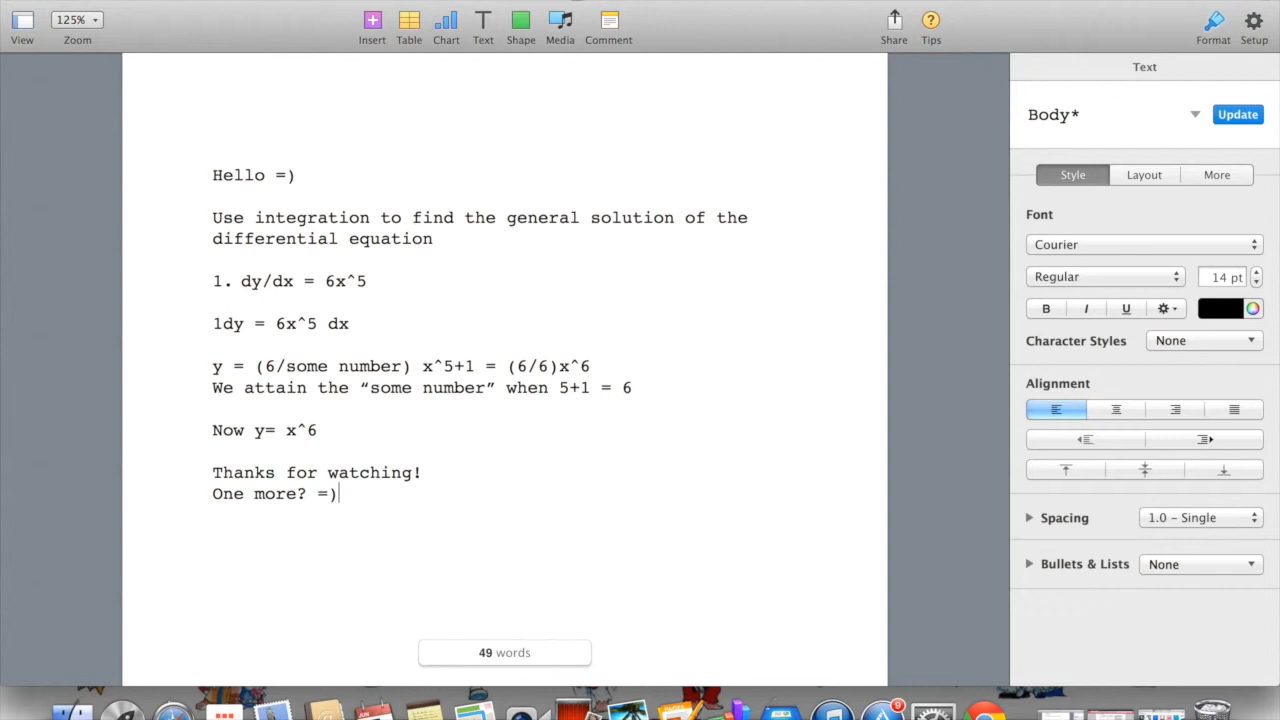 125%
View
Zoom
Insert
Table
Chart
Text
Shape
Media
Comment
Share
?
Tips
Format
Setup
Text
Body*
Update
Style
Layout
More
Font
Courier
Regular
14 pt
B
I
U
Character Styles
None
Alignment
Spacing
1.0 – Single
Bullets & Lists
None
Hello =)
Use integration to find the general solution of the
differential equation
1. dy/dx = 6x^5
1dy = 6x^5 dx
y = (6/some number) x^5+1 = (6/6)x^6
We attain the “some number” when 5+1 = 6
Now y= x^6
Thanks for watching!
One more? =)
49 words
9